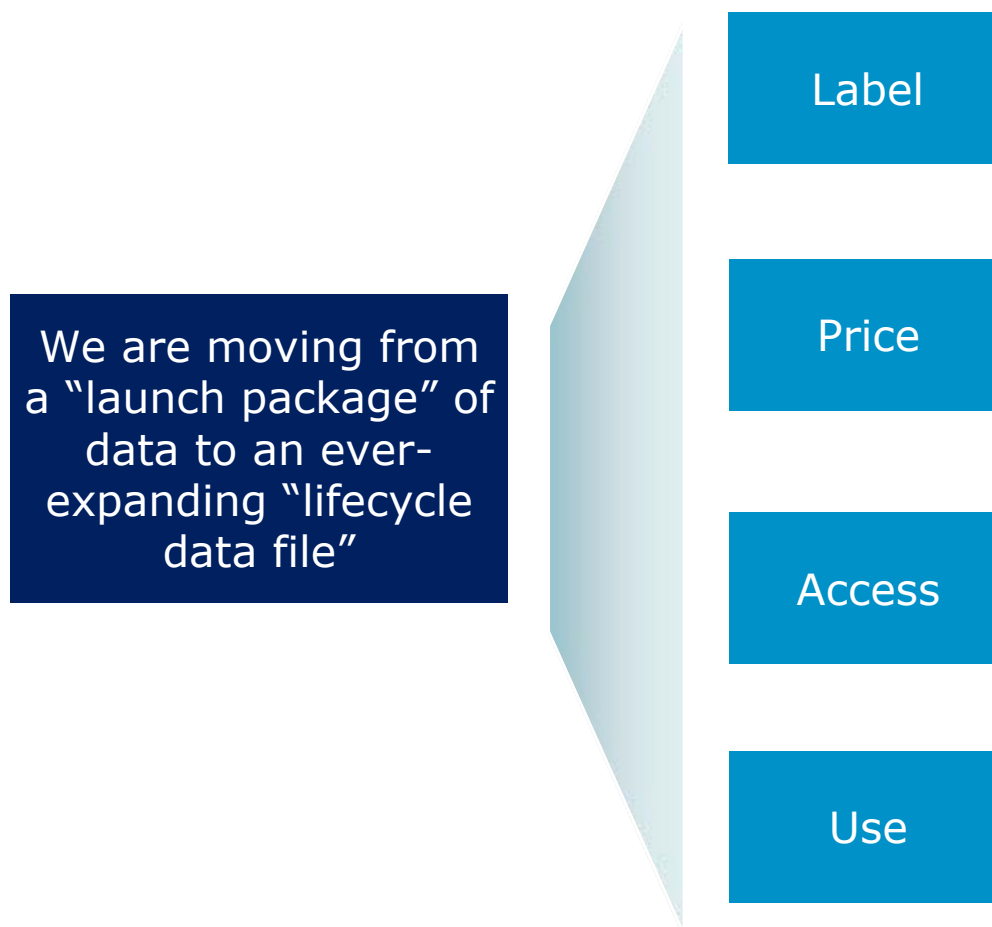 We are moving from
a “launch package” of
data to an ever-
expanding “lifecycle
data file”
Label
Price
Access
Use